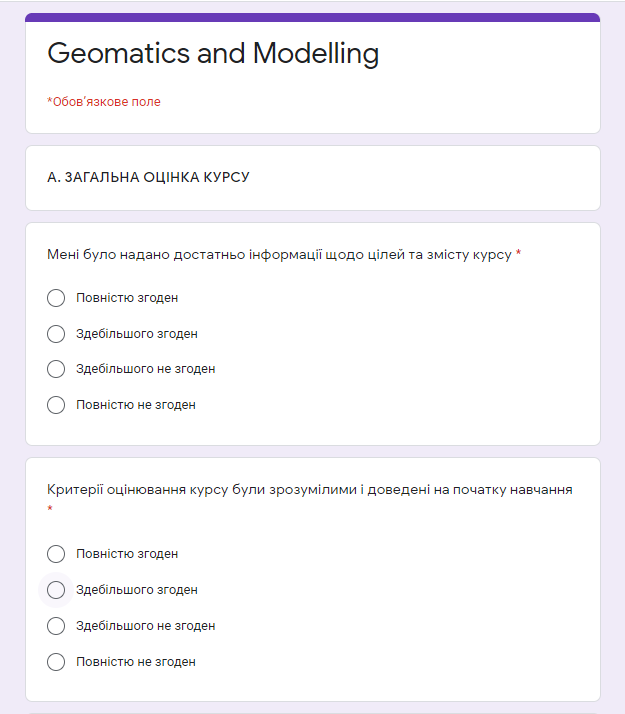 Geomatics and Modelling
*Обов'язкове поле
А. ЗАГАЛЬНА ОЦІНКА КУРСУ
Мені було надано достатньо інформації щодо цілей та змісту курсу *
Повністю згоден
Здебільшого згоден
Здебільшого не згоден
Повністю не згоден
Критерії оцінювання курсу були зрозумілими і доведені на початку навчання
*
Повністю згоден
Здебільшого згоден
Здебільшого не згоден
Повністю не згоден